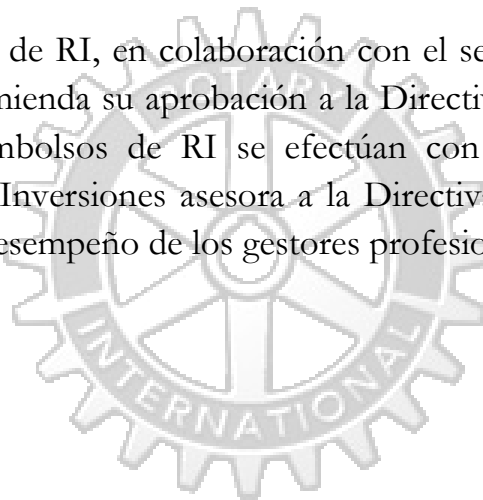 de RI, en colaboración con el se
mienda su aprobación a la Directiv
mbolsos de RI se efectúan con
Inversiones asesora a la Directiv
esempeño de los gestores profesio
ROTARY
INTERNATIONAL